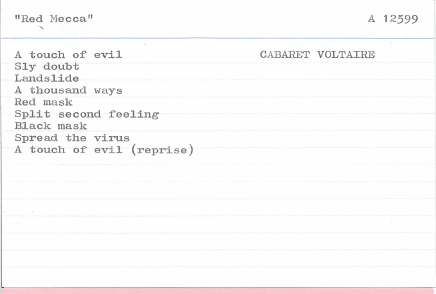 "Red Mecca" A 12599
A touch of evil CABARET VOLTAIRE
Sly doubt
Landslide
A thousand ways
Red mask
Split second feeling
Black mask
Spread the virus
A touch of evil (reprise)